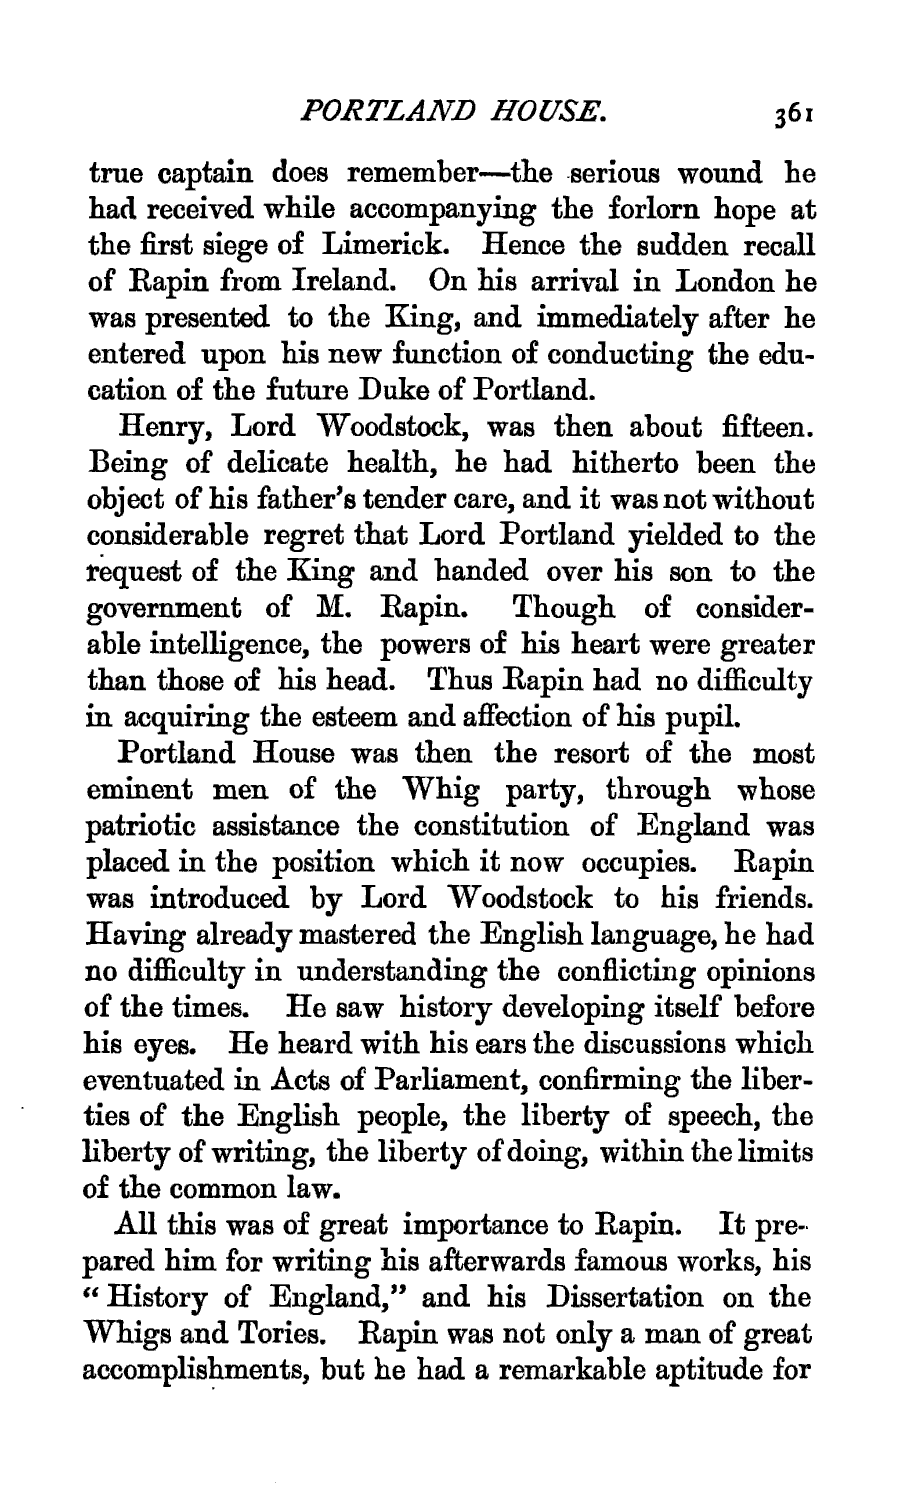 PORTLAND HOUSE. 361
true captain does remember—the serious wound he
had received while accompanying the forlorn hope at
the first siege of Limerick. Hence the sudden recall
of Rapin from Ireland. On his arrival in London he
was presented to the King, and immediately after he
entered upon his new function of conducting the edu-
cation of the future Duke of Portland.
Henry, Lord Woodstock, was then about fifteen.
Being of delicate health, he had hitherto been the
object of his father's tender care, and it was not without
considerable regret that Lord Portland yielded to the
request of the King and handed over his son to the
government of M. Rapin. Though of consider-
able intelligence, the powers of his heart were greater
than those of his head. Thus Rapin had no difficulty
in acquiring the esteem and affection of his pupil.
Portland House was then the resort of the most
eminent men of the Whig party, through whose
patriotic assistance the constitution of England was
placed in the position which it now occupies. Rapin
was introduced by Lord Woodstock to his friends.
Having already mastered the English language, he had
no difficulty in understanding the conflicting opinions
of the times. He saw history developing itself before
his eyes. He heard with his ears the discussions which
eventuated in Acts of Parliament, confirming the liber-
ties of the English people, the liberty of speech, the
liberty of writing, the liberty of doing, within the limits
of the common law.
All this was of great importance to Rapin. It pre-
pared him for writing his afterwards famous works, his
"History of England," and his Dissertation on the
Whigs and Tories. Rapin was not only a man of great
accomplishments, but he had a remarkable aptitude for